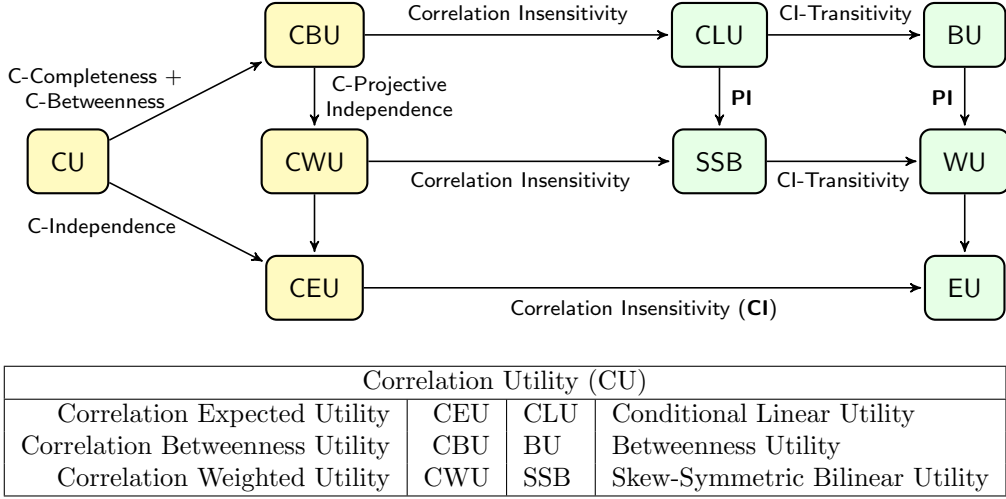 CBU
Correlation Insensitivity
CLU
CI-Transitivity
BU
C-Completeness +
C-Betweenness
C-Projective
Independence
PI
PI
CU
CWU
Correlation Insensitivity
SSB
CI-Transitivity
WU
C-Independence
CEU
Correlation Insensitivity (CI)
EU
Correlation Utility (CU)
Correlation Expected Utility CEU CLU Conditional Linear Utility
Correlation Betweenness Utility CBU BU Betweenness Utility
Correlation Weighted Utility CWU SSB Skew-Symmetric Bilinear Utility